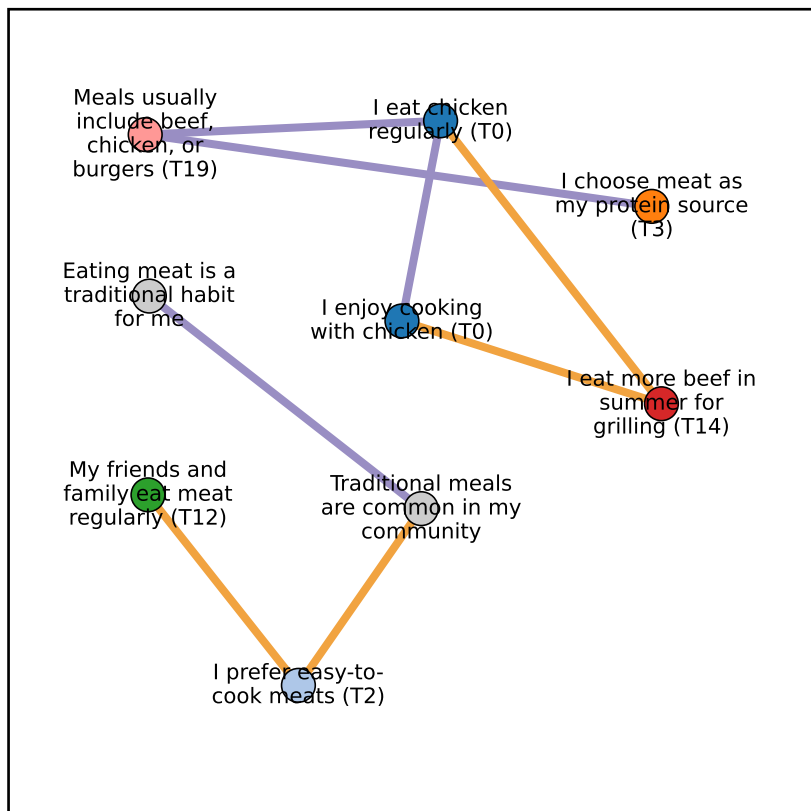 Meals usually
include beef,
chicken, or
burgers (T19)
I eat chicken
regularly (T0)
I choose meat as
my protein source
(T3)
Eating meat is a
traditional habit
for me
I enjoy cooking
with chicken (T0)
I eat more beef in
summer for
grilling (T14)
My friends and
family eat meat
regularly (T12)
Traditional meals
are common in my
community
I prefer easy-to-
cook meats (T2)